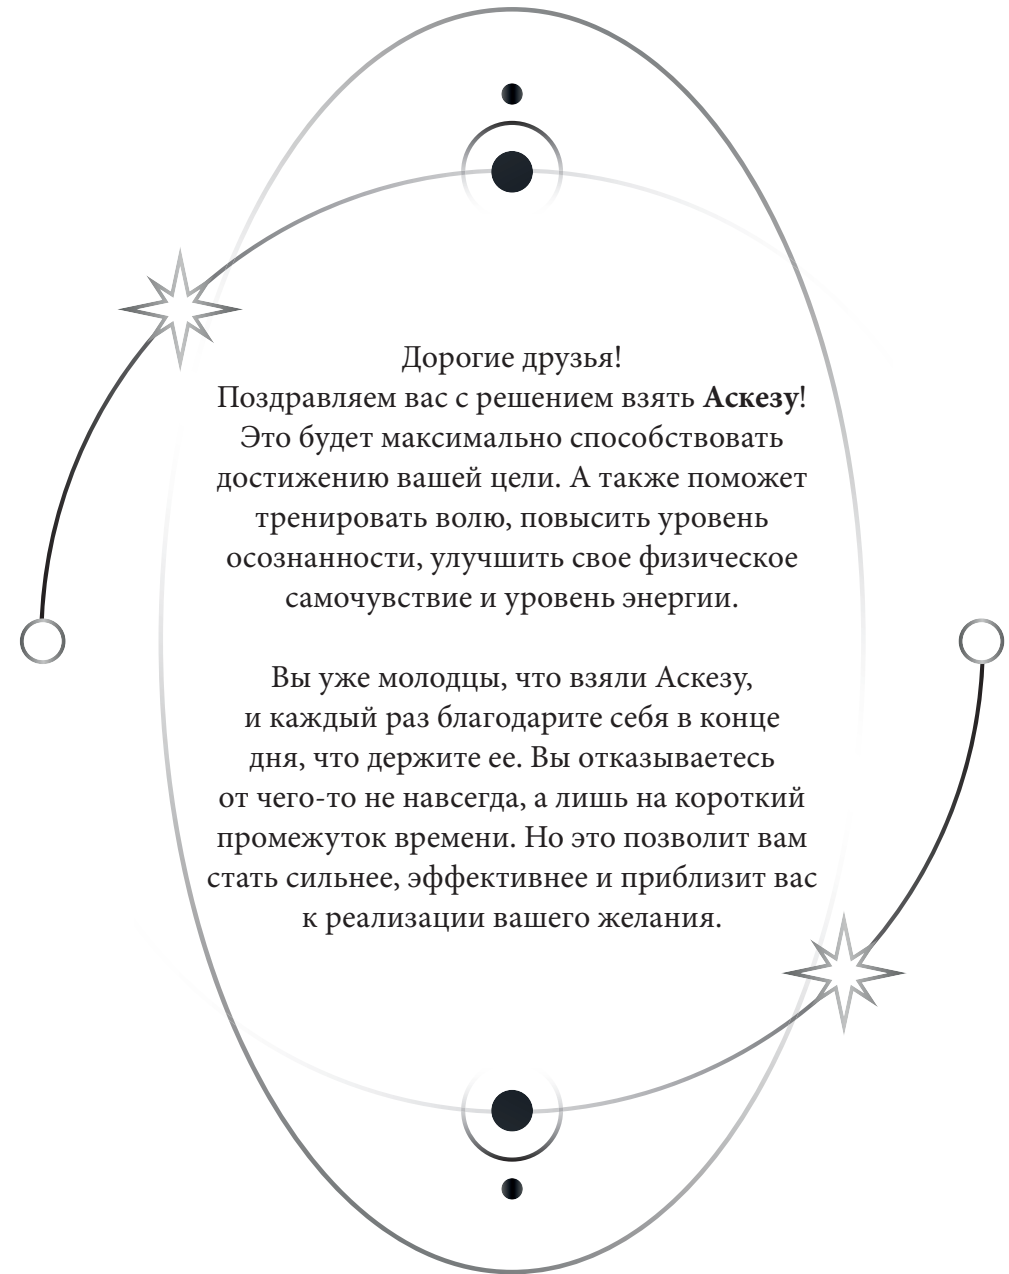 Дорогие друзья!
Поздравляем вас с решением взять Аскезу!
Это будет максимально способствовать
достижению вашей цели. А также поможет
тренировать волю, повысить уровень
осознанности, улучшить свое физическое
самочувствие и уровень энергии.
Вы уже молодцы, что взяли Аскезу,
и каждый раз благодарите себя в конце
дня, что держите ее. Вы отказываетесь
от чего-то не навсегда, а лишь на короткий
промежуток времени. Но это позволит вам
стать сильнее, эффективнее и приблизит вас
к реализации вашего желания.